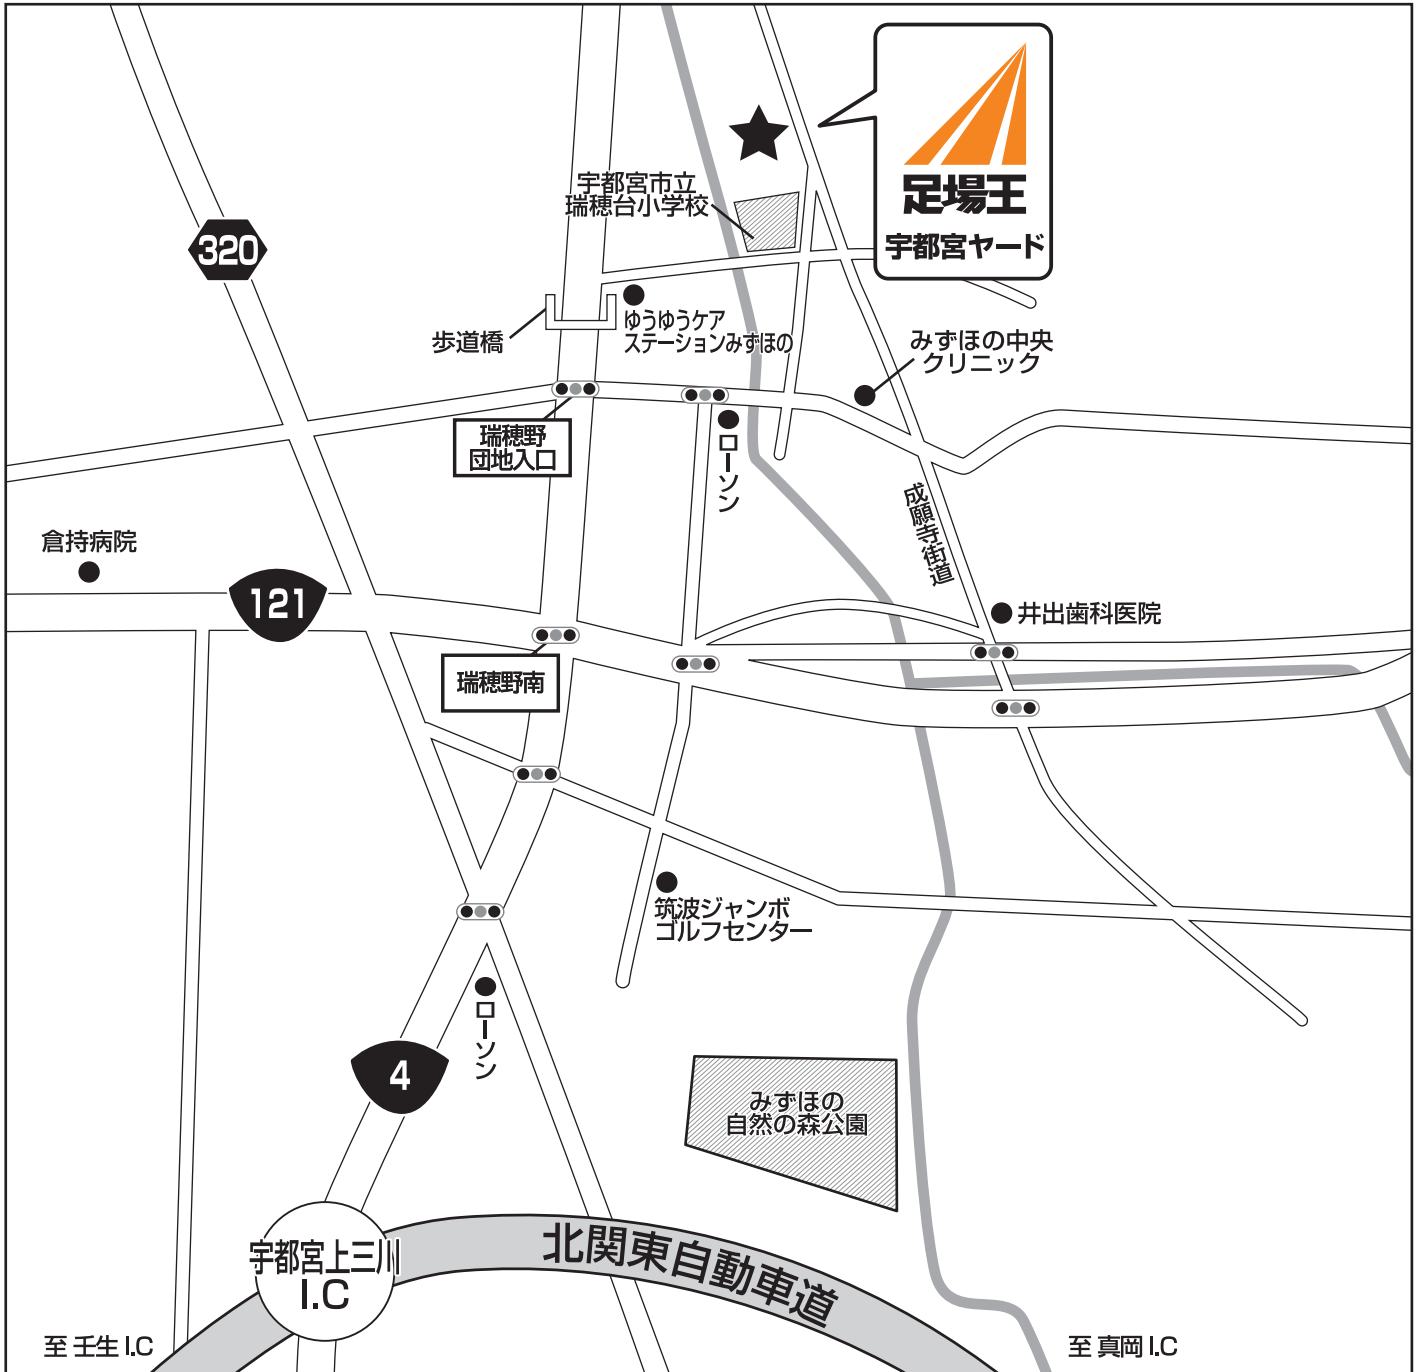 足場王
宇都宮ヤード
宇都宮市立
瑞穂台小学校
320
歩道橋
ゆうゆうケア
ステーションみずほの
みずほの中央
クリニック
瑞穂野
団地入口
ローソン
成願寺街道
倉持病院
121
井出歯科医院
瑞穂野南
筑波ジャンボ
ゴルフセンター
ローソン
4
みずほの
自然の森公園
宇都宮上三川
I.C
北関東自動車道
至 壬生 I.C
至 真岡 I.C